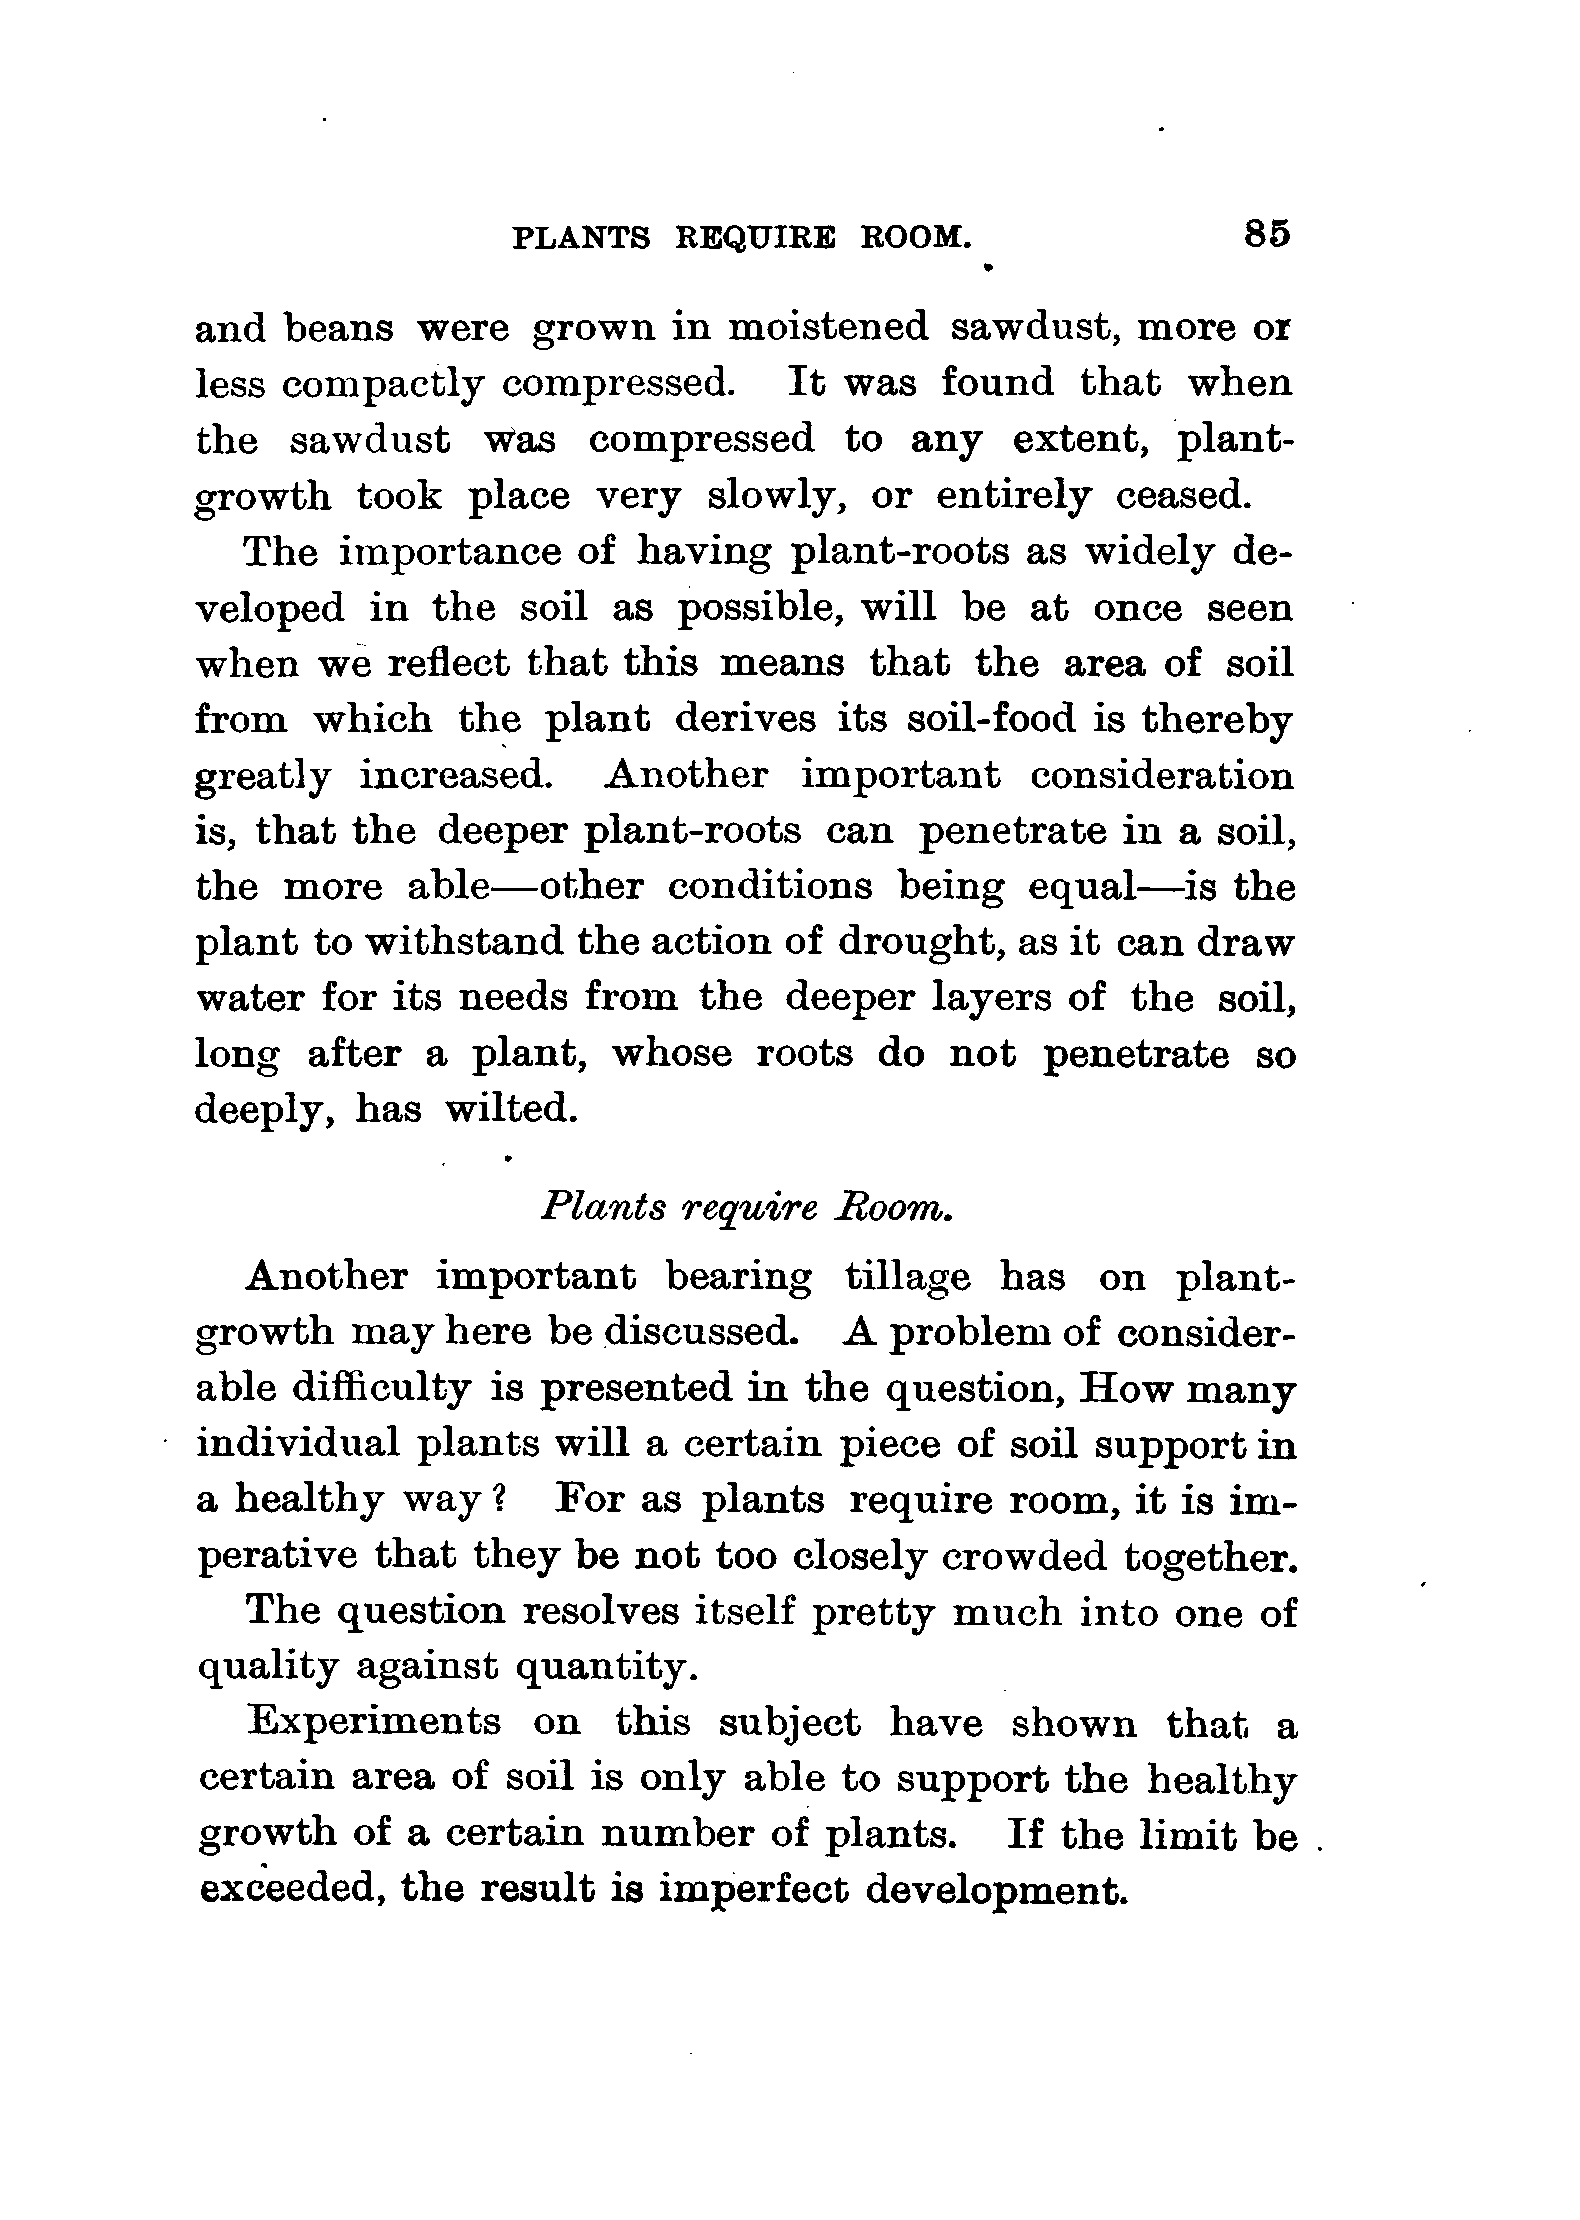 PLANTS REQUIRE ROOM. 85
and beans were grown in moistened sawdust, more or
less compactly compressed. It was found that when
the sawdust was compressed to any extent, plant-
growth took place very slowly, or entirely ceased.
The importance of having plant-roots as widely de-
veloped in the soil as possible, will be at once seen
when we reflect that this means that the area of soil
from which the plant derives its soil-food is thereby
greatly increased. Another important consideration
is, that the deeper plant-roots can penetrate in a soil,
the more able—other conditions being equal—is the
plant to withstand the action of drought, as it can draw
water for its needs from the deeper layers of the soil,
long after a plant, whose roots do not penetrate so
deeply, has wilted.
Plants require Room.
Another important bearing tillage has on plant-
growth may here be discussed. A problem of consider-
able difficulty is presented in the question, How many
individual plants will a certain piece of soil support in
a healthy way? For as plants require room, it is im-
perative that they be not too closely crowded together.
The question resolves itself pretty much into one of
quality against quantity.
Experiments on this subject have shown that a
certain area of soil is only able to support the healthy
growth of a certain number of plants. If the limit be
exceeded, the result is imperfect development.